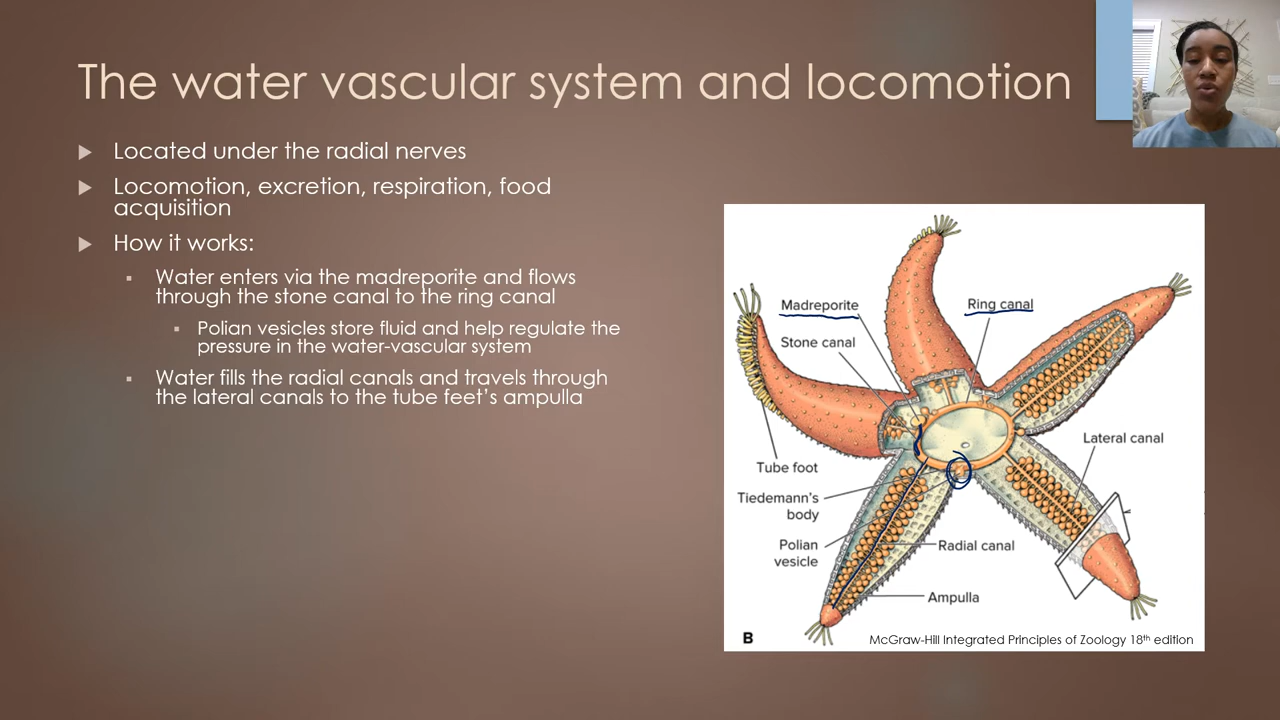 The water vascular system and locomotion
Located under the radial nerves
Locomotion, excretion, respiration, food
acquisition
How it works:
Water enters via the madreporite and flows
through the stone canal to the ring canal
Polian vesicles store fluid and help regulate the
pressure in the water-vascular system
Water fills the radial canals and travels through
the lateral canals to the tube feet's ampulla
Madreporite
Ring canal
Stone canal
Lateral canal
Tube foot
Tiedemann's
body
Polian
vesicle
Radial canal
Ampulla
B
McGraw-Hill Integrated Principles of Zoology 18th edition